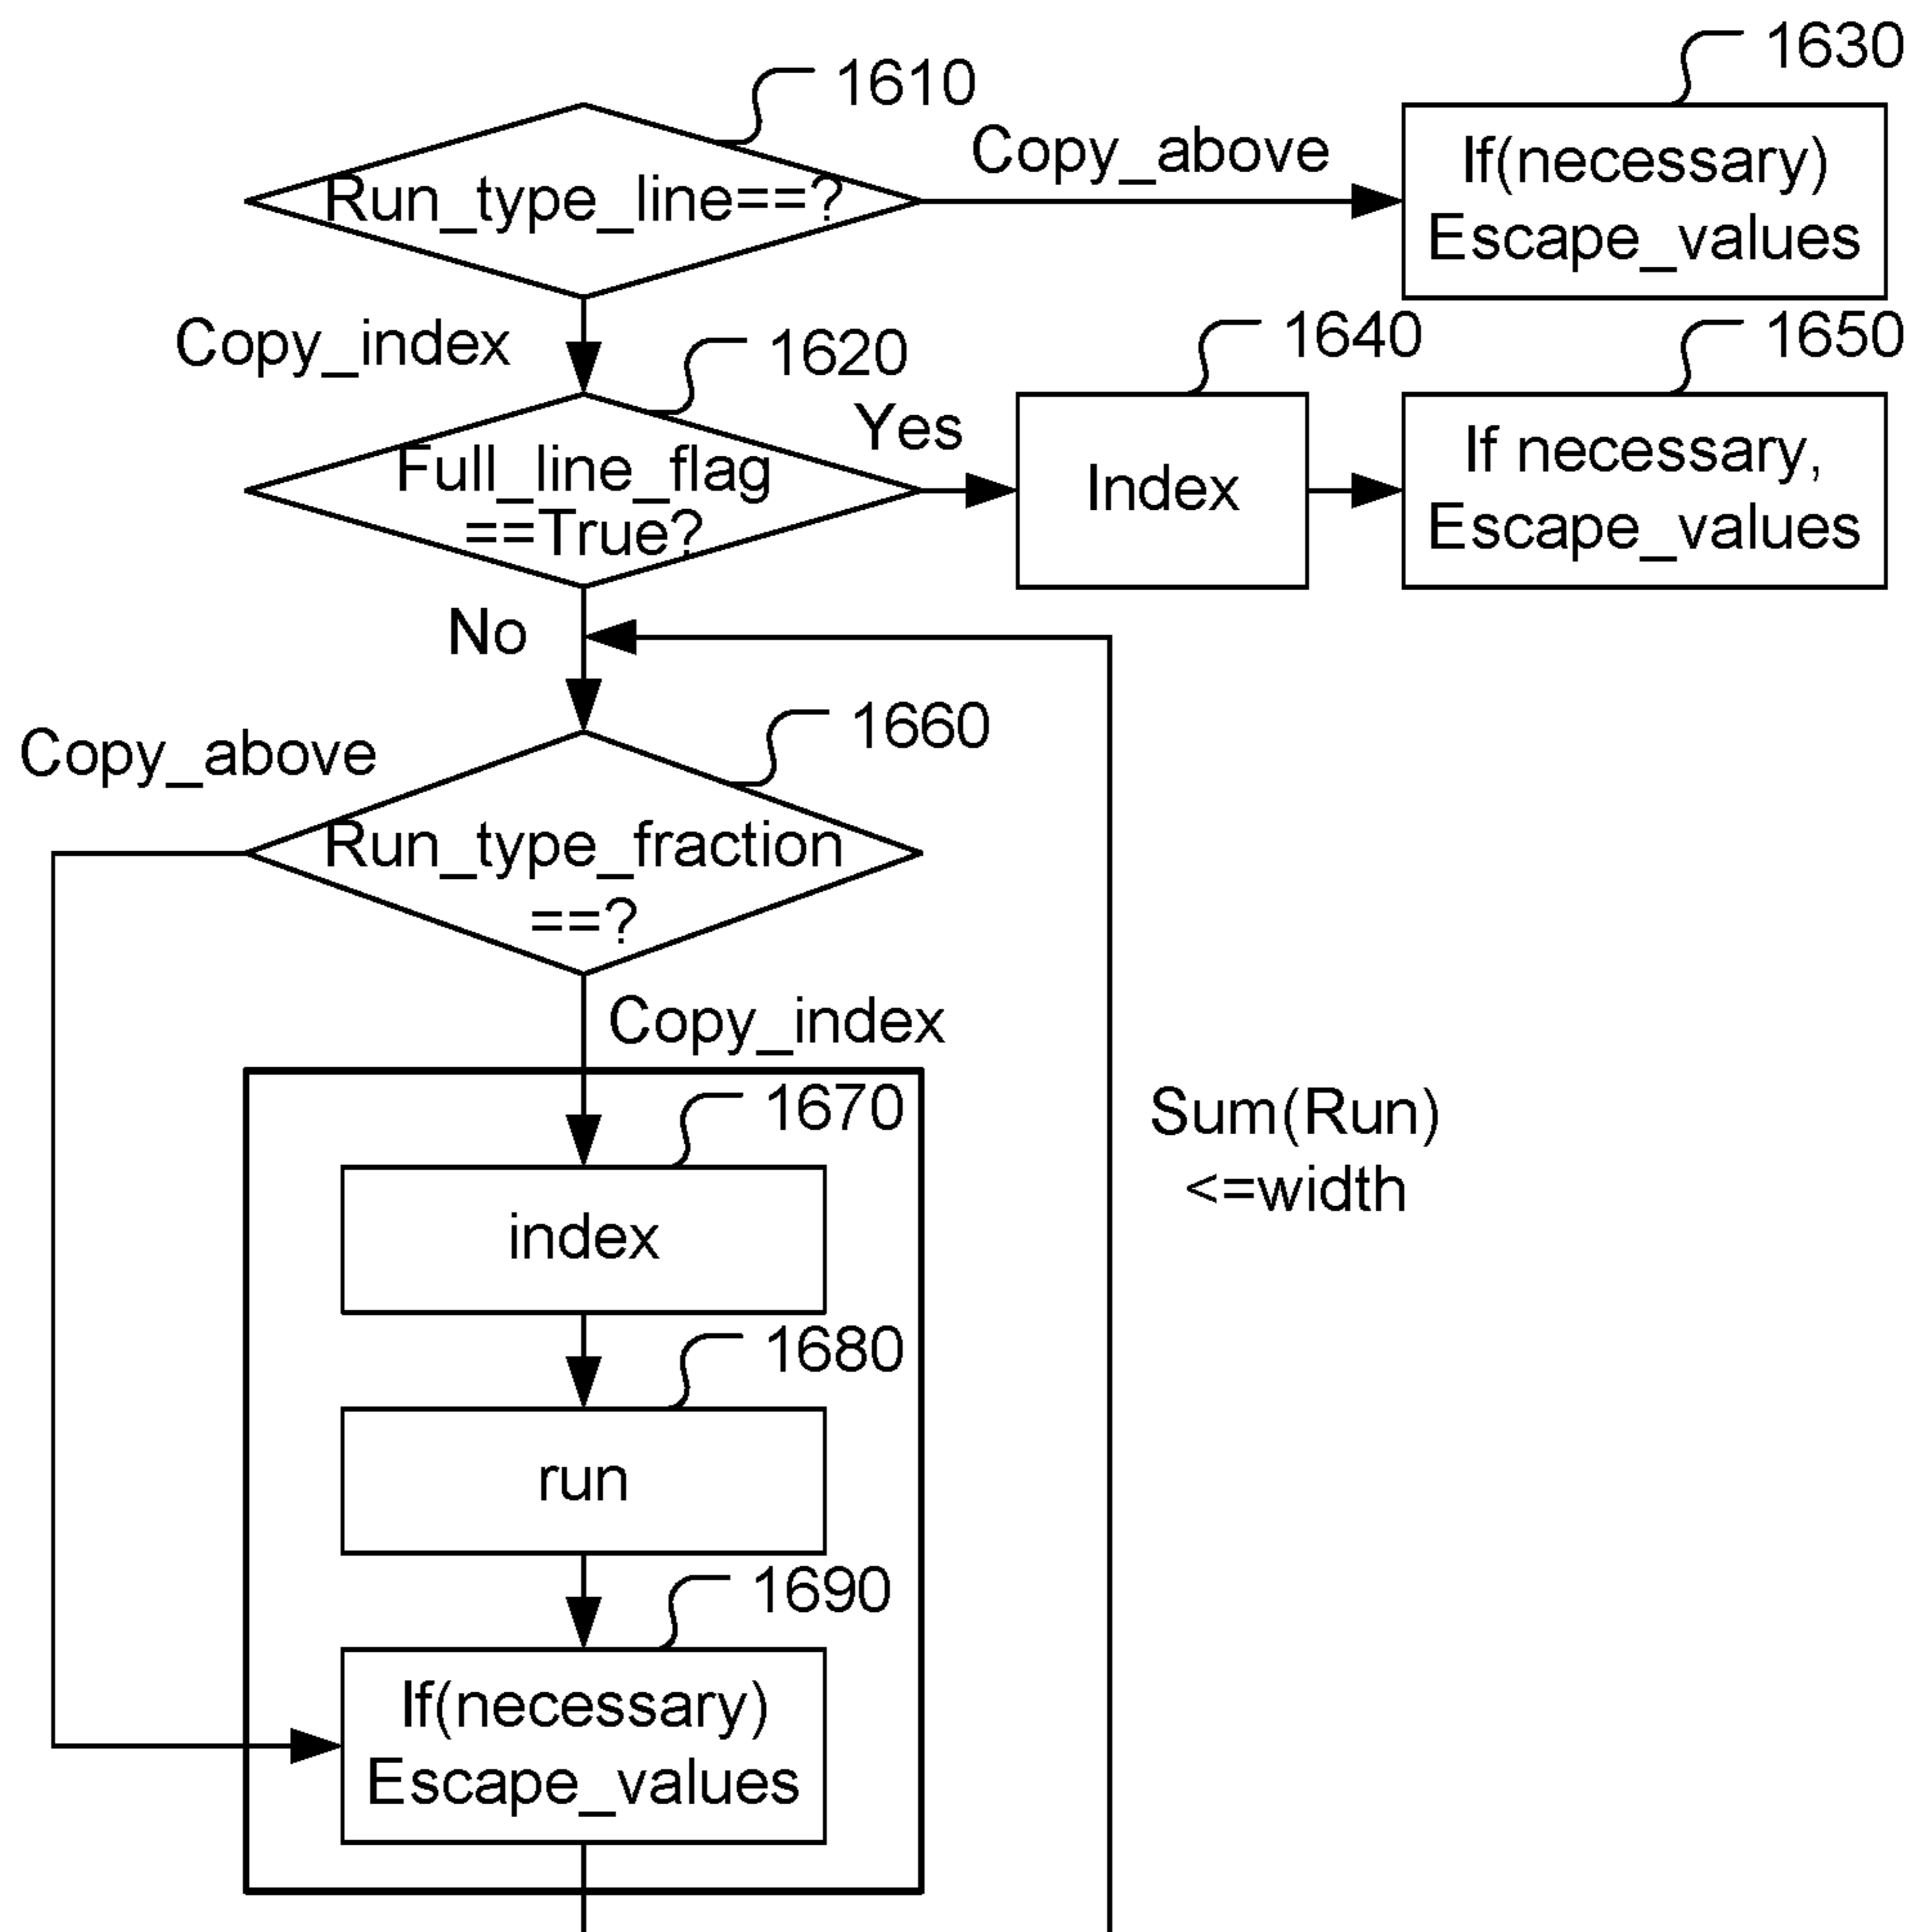 1610
Run_type_line==?
Copy_above
1630
If(necessary)
Escape_values
Copy_index
1620
Full_line_flag
==True?
Yes
1640
Index
1650
If necessary,
Escape_values
No
Copy_above
1660
Run_type_fraction
==?
Copy_index
1670
index
Sum(Run)
<=width
1680
run
1690
If(necessary)
Escape_values